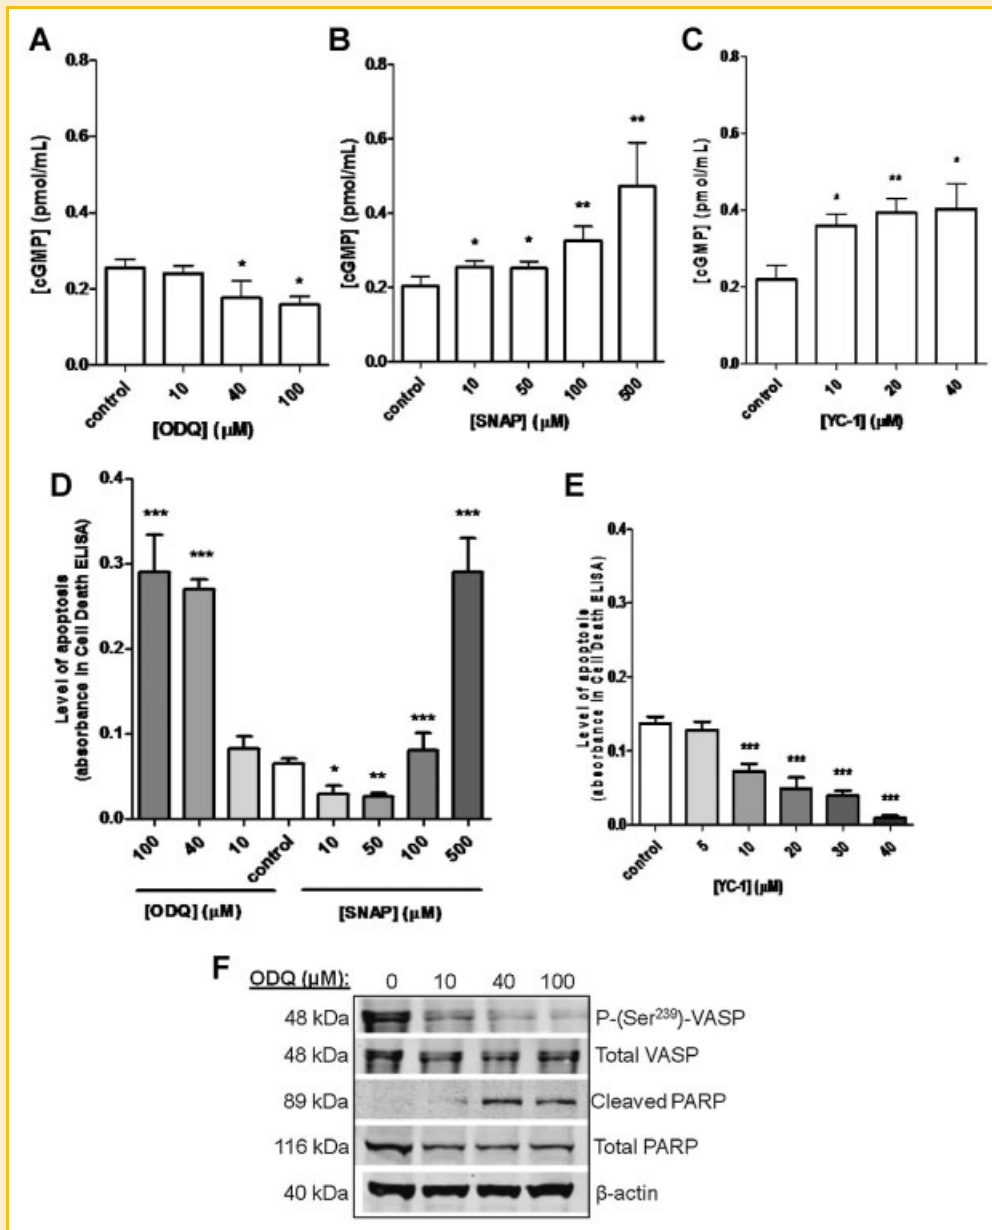 A
[cGMP] (pmol/mL)
0.8
0.6
0.4
0.2
0.0
*
*
control
10
40
100
[ODQ] (μM)
B
[cGMP] (pmol/mL)
0.8
0.6
0.4
0.2
0.0
*
*
**
**
control
10
50
100
500
[SNAP] (μM)
C
[cGMP] (pmol/mL)
0.8
0.6
0.4
0.2
0.0
*
**
*
control
10
20
40
[YC-1] (μM)
D
Level of apoptosis
(absorbance in Cell Death ELISA)
0.4
0.3
0.2
0.1
0.0
***
***
*
**
***
***
100
40
10
control
10
50
100
500
[ODQ] (μM)
[SNAP] (μM)
E
Level of apoptosis
(absorbance in Cell Death ELISA)
0.4
0.3
0.2
0.1
0.0
***
***
***
***
control
5
10
20
30
40
[YC-1] (μM)
F
ODQ (μM): 0 10 40 100
48 kDa P-(Ser²³⁹)-VASP
48 kDa Total VASP
89 kDa Cleaved PARP
116 kDa Total PARP
40 kDa β-actin